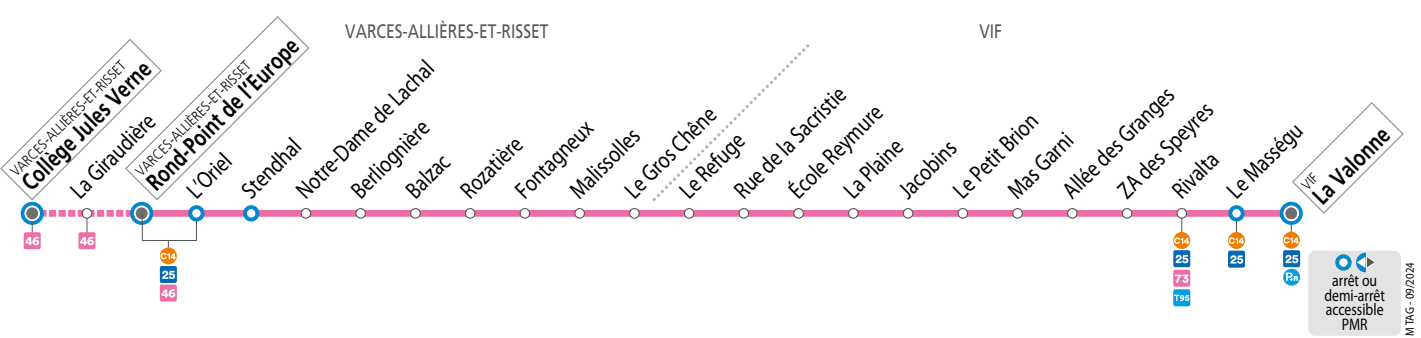 VARCES-ALLIÈRES-ET-RISSET
VIF
VARCES-ALLIÈRES-ET-RISSET
Collège Jules Verne
La Giraudière
VARCES-ALLIÈRES-ET-RISSET
Rond-Point de l'Europe
L'Oriel
Stendhal
Notre-Dame de Lachal
Berliognière
Balzac
Rozatière
Fontagneux
Malissolles
Le Gros Chêne
Le Refuge
Rue de la Sacristie
École Reymure
La Plaine
Jacobins
Le Petit Brion
Mas Garni
Allée des Granges
ZA des Speyres
Rivalta
Le Masségu
VIF
La Valonne
46
46
C14
25
46
C14
25
73
T95
C14
25
C14
25
P+R
arrêt ou
demi-arrêt
accessible
PMR
M TAG - 09/2024